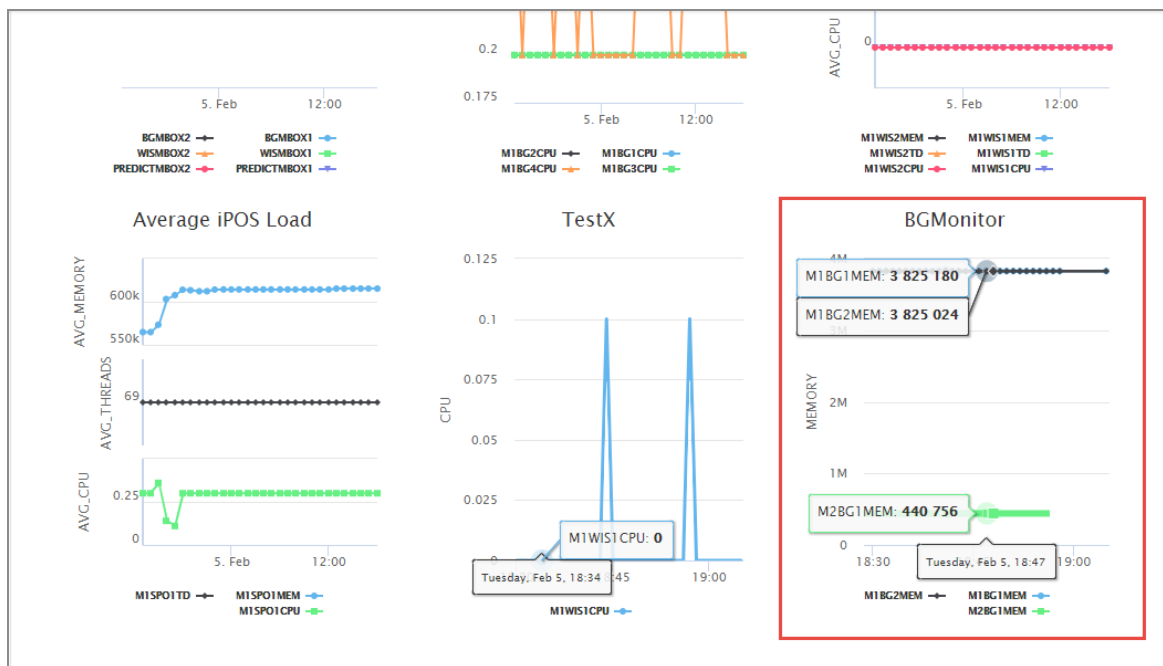 0.2
0.175
5. Feb 12:00
BGMBOX2 BGMBOX1
WISMBOX2 WISMBOX1
PREDICTMBOX2 PREDICTMBOX1
5. Feb 12:00
M1BG2CPU M1BG1CPU
M1BG4CPU M1BG3CPU
AVG_CPU
0
5. Feb 12:00
M1WIS2MEM M1WIS1MEM
M1WIS2TD M1WIS1TD
M1WIS2CPU M1WIS1CPU
Average iPOS Load
AVG_MEMORY
600k
550k
AVG_THREADS
69
AVG_CPU
0.25
0
5. Feb 12:00
M1SPO1TD M1SPO1MEM
M1SPO1CPU
TestX
CPU
0.125
0.1
0.075
0.05
0.025
0
M1WIS1CPU: 0
Tuesday, Feb 5, 18:34
:45 19:00
M1WIS1CPU
BGMonitor
MEMORY
4M
M1BG1MEM: 3 825 180
M1BG2MEM: 3 825 024
3M
2M
1M
M2BG1MEM: 440 756
0
Tuesday, Feb 5, 18:47
18:30 19:00
M1BG2MEM M1BG1MEM
M2BG1MEM